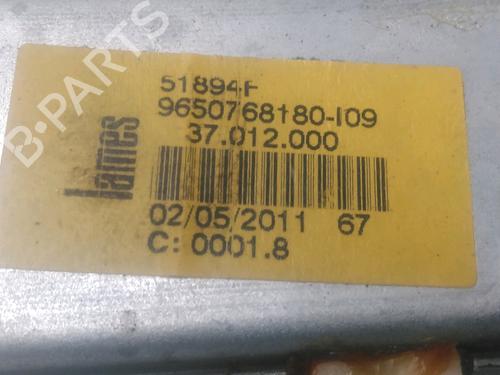 51894F
9650768180-I09
37.012.000
lames
02/05/2011 67
C: 0001.8
B-PARTS